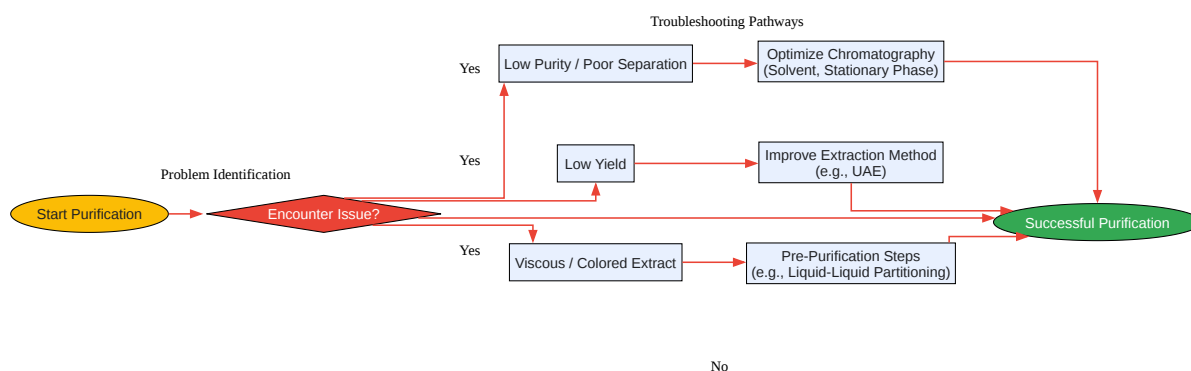 Troubleshooting Pathways
Yes
Low Purity / Poor Separation
Optimize Chromatography
(Solvent, Stationary Phase)
Yes
Low Yield
Improve Extraction Method
(e.g., UAE)
Problem Identification
Start Purification
Encounter Issue?
Successful Purification
Yes
Viscous / Colored Extract
Pre-Purification Steps
(e.g., Liquid-Liquid Partitioning)
No